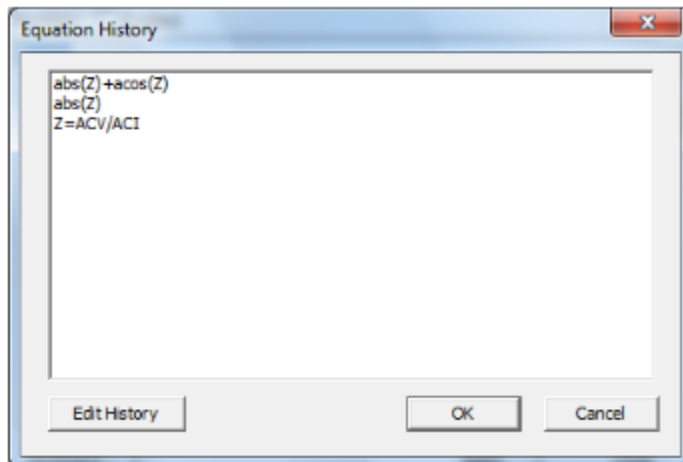 Equation History
abs(Z)+acos(Z)
abs(Z)
Z=ACV/ACI
Edit History
OK
Cancel